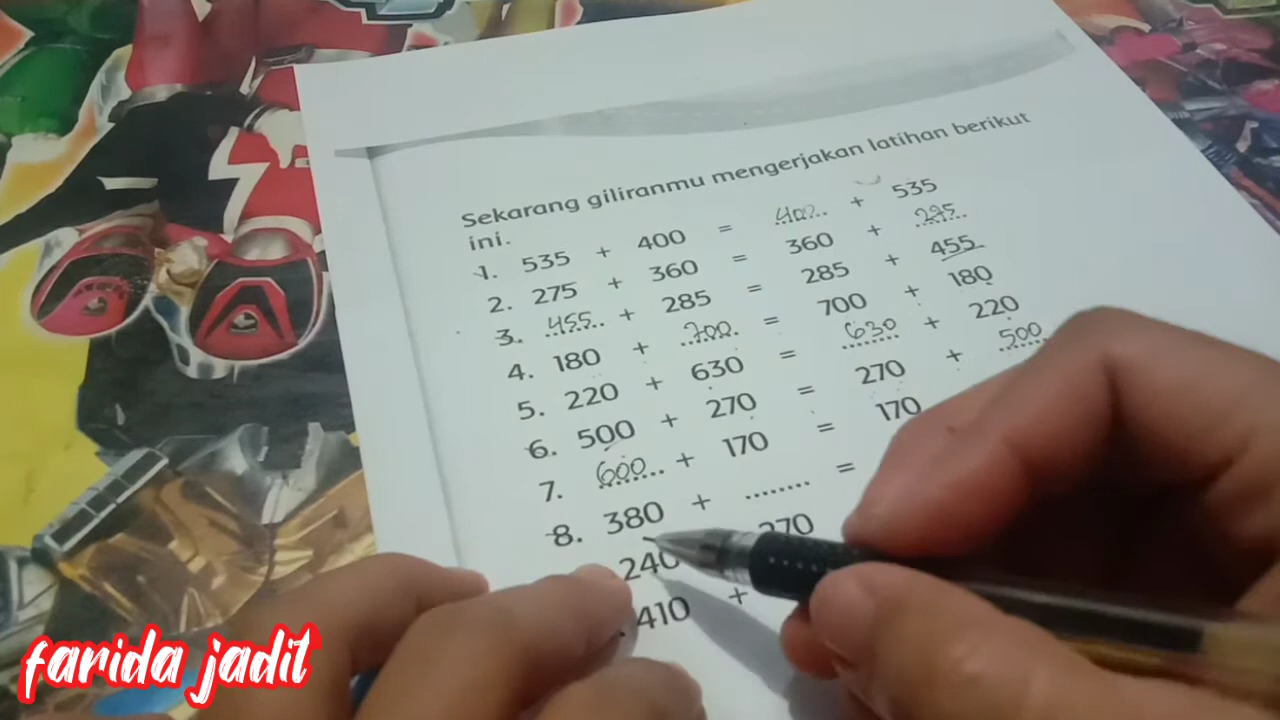 Sekarang giliranmu mengerjakan latihan berikut
ini.
1. 535 + 400 = 400 + 535
2. 275 + 360 = 360 + 275
3. 455 + 285 = 285 + 455
4. 180 + 700 = 700 + 180
5. 220 + 630 = 630 + 220
6. 500 + 270 = 270 + 500
7. 600 + 170 = 170
8. 380 + ........ =
240 270
410 +
farida jadil